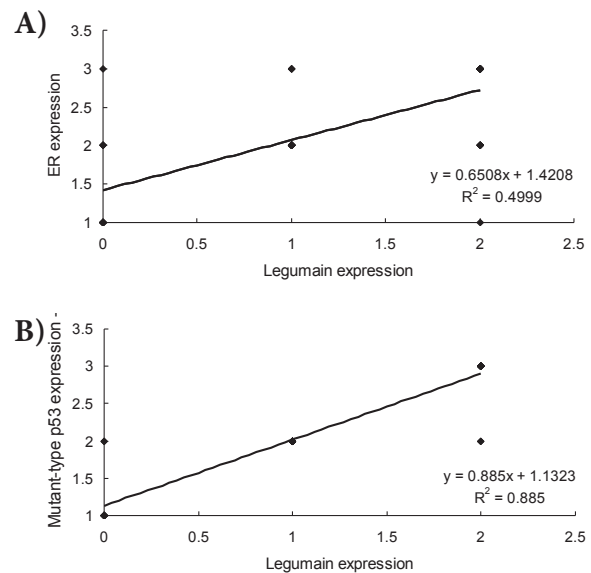 A)
ER expression
3.5
3
2.5
2
1.5
1
0
0.5
1
1.5
2
2.5
y = 0.6508x + 1.4208
R² = 0.4999
Legumain expression
B)
Mutant-type p53 expression -
3.5
3
2.5
2
1.5
1
0
0.5
1
1.5
2
2.5
y = 0.885x + 1.1323
R² = 0.885
Legumain expression